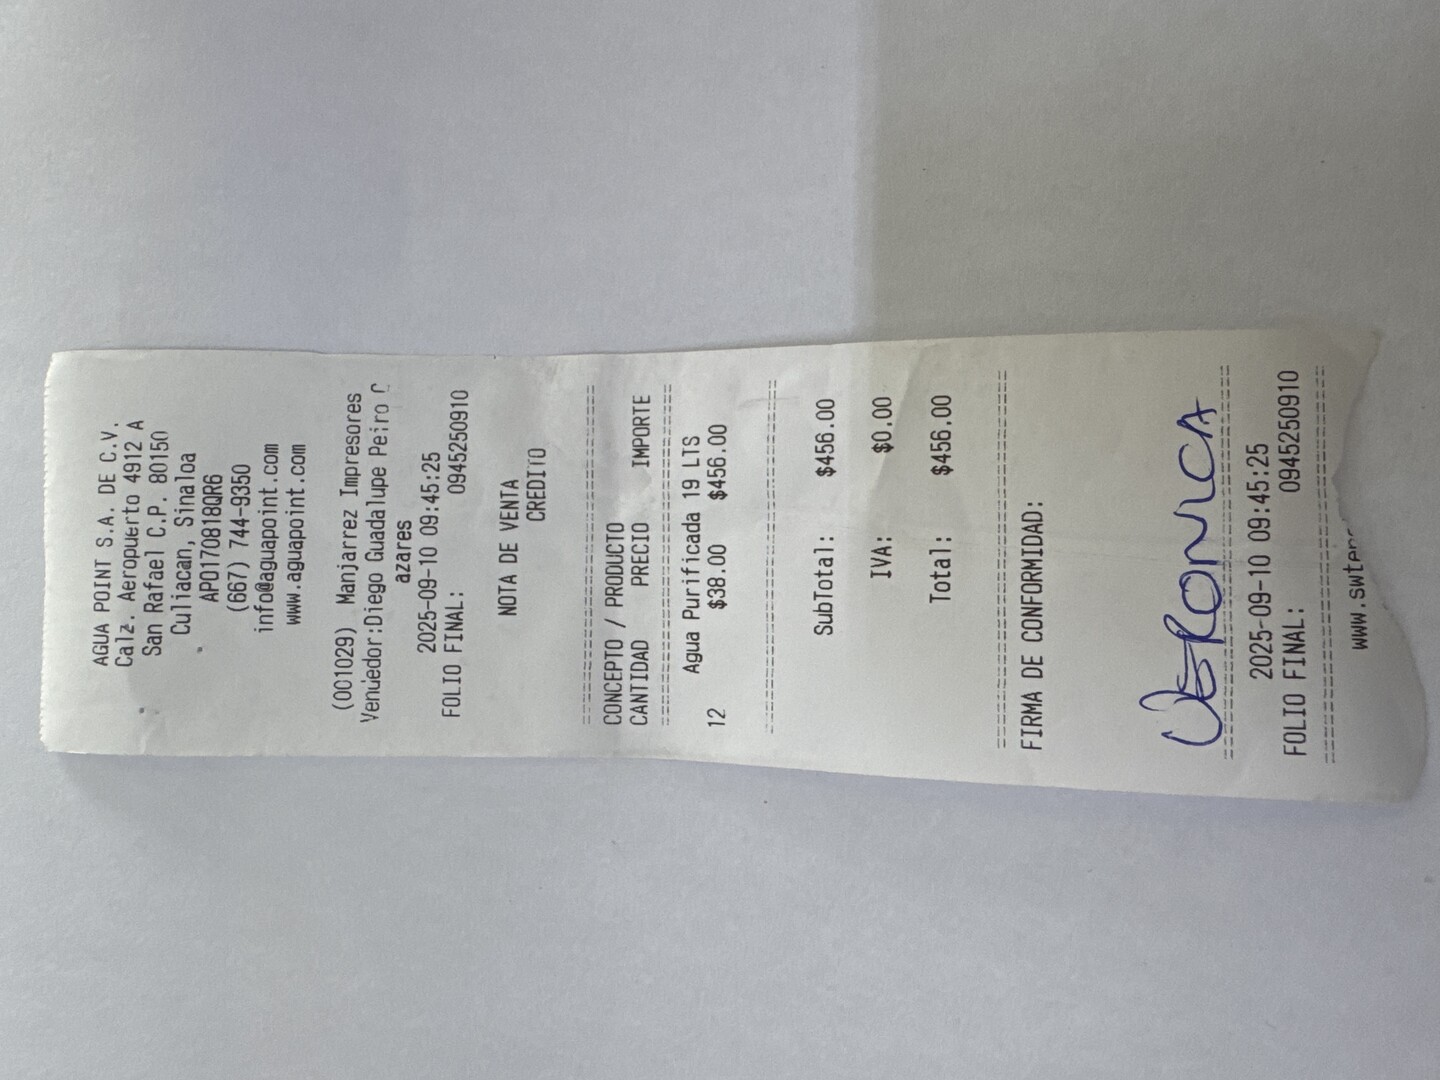 AGUA POINT S.A. DE C.V.
Calz. Aeropuerto 4912 A
San Rafael C.P. 80150
Culiacan, Sinaloa
APO170818QR6
(667) 744-9350
info@aguapoint.com
www.aguapoint.com
(001029) Manjarrez Impresores
Vendedor:Diego Guadalupe Peiro C
azares
2025-09-10 09:45:25
FOLIO FINAL: 0945250910
NOTA DE VENTA
CREDITO
CONCEPTO / PRODUCTO
CANTIDAD PRECIO IMPORTE
Agua Purificada 19 LTS
12 $38.00 $456.00
SubTotal: $456.00
IVA: $0.00
Total: $456.00
FIRMA DE CONFORMIDAD:
VERONICA
2025-09-10 09:45:25
FOLIO FINAL: 0945250910